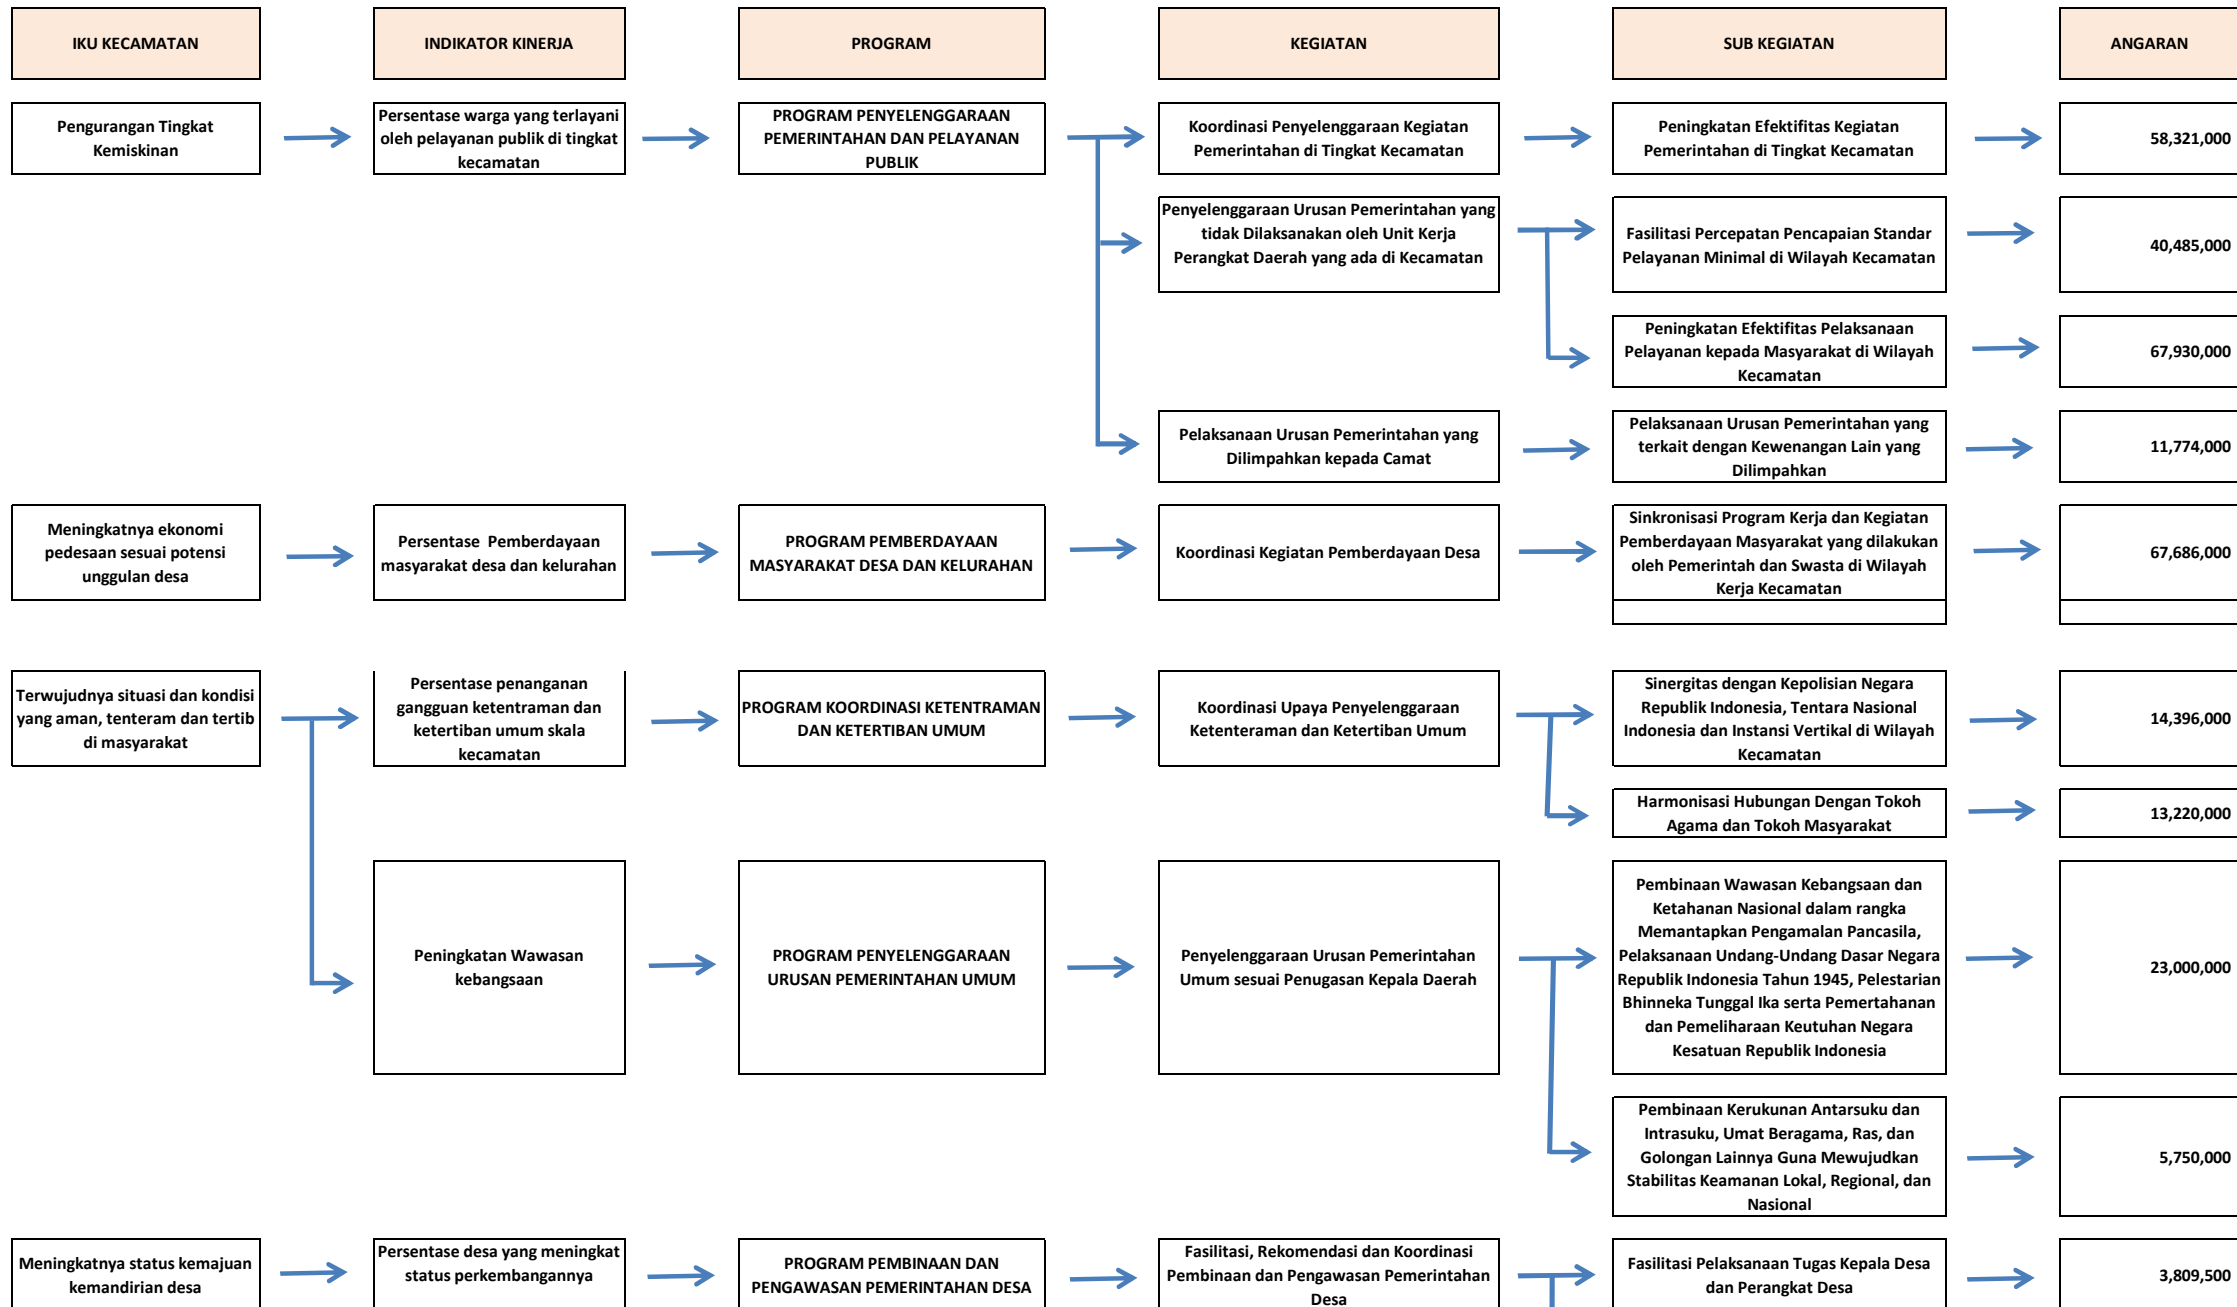 IKU KECAMATAN
INDIKATOR KINERJA
PROGRAM
KEGIATAN
SUB KEGIATAN
ANGARAN
Pengurangan Tingkat
Kemiskinan
Persentase warga yang terlayani
oleh pelayanan publik di tingkat
kecamatan
PROGRAM PENYELENGGARAAN
PEMERINTAHAN DAN PELAYANAN
PUBLIK
Koordinasi Penyelenggaraan Kegiatan
Pemerintahan di Tingkat Kecamatan
Peningkatan Efektifitas Kegiatan
Pemerintahan di Tingkat Kecamatan
58,321,000
Penyelenggaraan Urusan Pemerintahan yang
tidak Dilaksanakan oleh Unit Kerja
Perangkat Daerah yang ada di Kecamatan
Fasilitasi Percepatan Pencapaian Standar
Pelayanan Minimal di Wilayah Kecamatan
40,485,000
Peningkatan Efektifitas Pelaksanaan
Pelayanan kepada Masyarakat di Wilayah
Kecamatan
67,930,000
Pelaksanaan Urusan Pemerintahan yang
Dilimpahkan kepada Camat
Pelaksanaan Urusan Pemerintahan yang
terkait dengan Kewenangan Lain yang
Dilimpahkan
11,774,000
Meningkatnya ekonomi
pedesaan sesuai potensi
unggulan desa
Persentase  Pemberdayaan
masyarakat desa dan kelurahan
PROGRAM PEMBERDAYAAN
MASYARAKAT DESA DAN KELURAHAN
Koordinasi Kegiatan Pemberdayaan Desa
Sinkronisasi Program Kerja dan Kegiatan
Pemberdayaan Masyarakat yang dilakukan
oleh Pemerintah dan Swasta di Wilayah
Kerja Kecamatan
67,686,000
Terwujudnya situasi dan kondisi
yang aman, tenteram dan tertib
di masyarakat
Persentase penanganan
gangguan ketentraman dan
ketertiban umum skala
kecamatan
PROGRAM KOORDINASI KETENTRAMAN
DAN KETERTIBAN UMUM
Koordinasi Upaya Penyelenggaraan
Ketenteraman dan Ketertiban Umum
Sinergitas dengan Kepolisian Negara
Republik Indonesia, Tentara Nasional
Indonesia dan Instansi Vertikal di Wilayah
Kecamatan
14,396,000
Harmonisasi Hubungan Dengan Tokoh
Agama dan Tokoh Masyarakat
13,220,000
Peningkatan Wawasan
kebangsaan
PROGRAM PENYELENGGARAAN
URUSAN PEMERINTAHAN UMUM
Penyelenggaraan Urusan Pemerintahan
Umum sesuai Penugasan Kepala Daerah
Pembinaan Wawasan Kebangsaan dan
Ketahanan Nasional dalam rangka
Memantapkan Pengamalan Pancasila,
Pelaksanaan Undang-Undang Dasar Negara
Republik Indonesia Tahun 1945, Pelestarian
Bhinneka Tunggal Ika serta Pemertahanan
dan Pemeliharaan Keutuhan Negara
Kesatuan Republik Indonesia
23,000,000
Pembinaan Kerukunan Antarsuku dan
Intrasuku, Umat Beragama, Ras, dan
Golongan Lainnya Guna Mewujudkan
Stabilitas Keamanan Lokal, Regional, dan
Nasional
5,750,000
Meningkatnya status kemajuan
kemandirian desa
Persentase desa yang meningkat
status perkembangannya
PROGRAM PEMBINAAN DAN
PENGAWASAN PEMERINTAHAN DESA
Fasilitasi, Rekomendasi dan Koordinasi
Pembinaan dan Pengawasan Pemerintahan
Desa
Fasilitasi Pelaksanaan Tugas Kepala Desa
dan Perangkat Desa
3,809,500